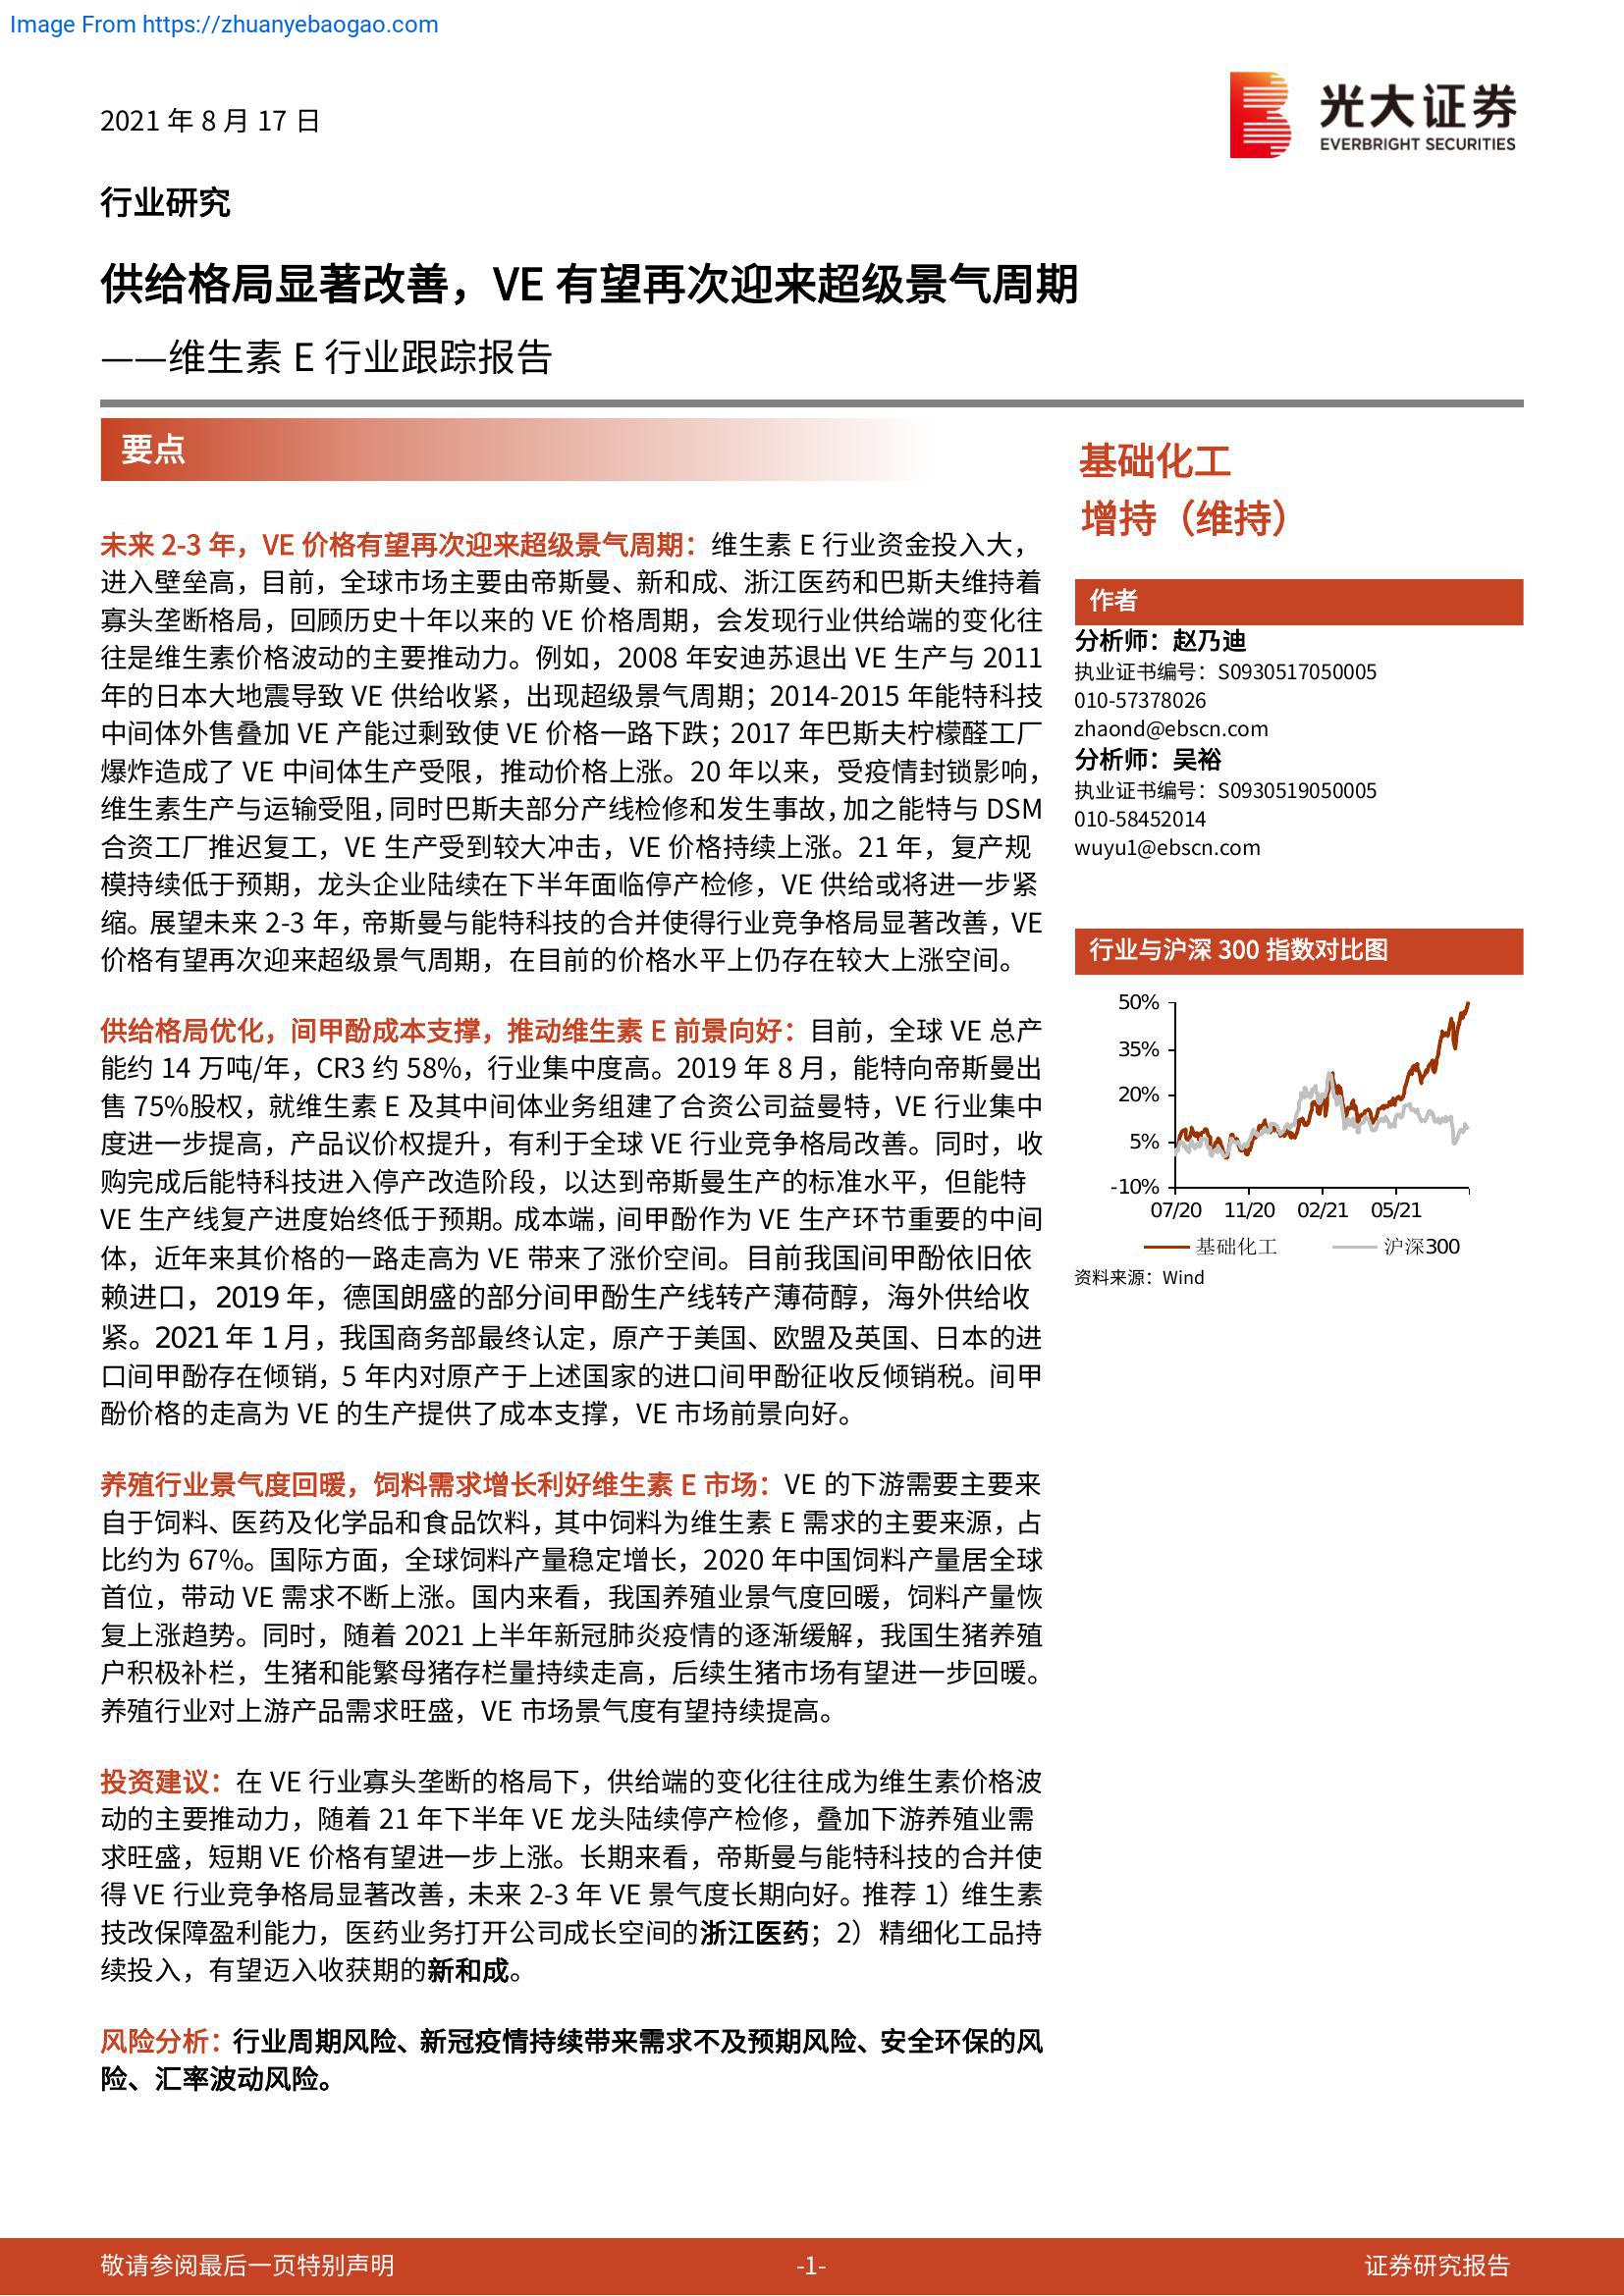 Image From https://zhuanyebaogao.com
2021 年 8 月 17 日
光大证券
EVERBRIGHT SECURITIES
行业研究
供给格局显著改善，VE 有望再次迎来超级景气周期
——维生素 E 行业跟踪报告
要点
未来 2-3 年，VE 价格有望再次迎来超级景气周期：维生素 E 行业资金投入大，
进入壁垒高，目前，全球市场主要由帝斯曼、新和成、浙江医药和巴斯夫维持着
寡头垄断格局，回顾历史十年以来的 VE 价格周期，会发现行业供给端的变化往
往是维生素价格波动的主要推动力。例如，2008 年安迪苏退出 VE 生产与 2011
年的日本大地震导致 VE 供给收紧，出现超级景气周期；2014-2015 年能特科技
中间体外售叠加 VE 产能过剩致使 VE 价格一路下跌；2017 年巴斯夫柠檬醛工厂
爆炸造成了 VE 中间体生产受限，推动价格上涨。20 年以来，受疫情封锁影响，
维生素生产与运输受阻，同时巴斯夫部分产线检修和发生事故，加之能特与 DSM
合资工厂推迟复工，VE 生产受到较大冲击，VE 价格持续上涨。21 年，复产规
模持续低于预期，龙头企业陆续在下半年面临停产检修，VE 供给或将进一步紧
缩。展望未来 2-3 年，帝斯曼与能特科技的合并使得行业竞争格局显著改善，VE
价格有望再次迎来超级景气周期，在目前的价格水平上仍存在较大上涨空间。
供给格局优化，间甲酚成本支撑，推动维生素 E 前景向好：目前，全球 VE 总产
能约 14 万吨/年，CR3 约 58%，行业集中度高。2019 年 8 月，能特向帝斯曼出
售 75%股权，就维生素 E 及其中间体业务组建了合资公司益曼特，VE 行业集中
度进一步提高，产品议价权提升，有利于全球 VE 行业竞争格局改善。同时，收
购完成后能特科技进入停产改造阶段，以达到帝斯曼生产的标准水平，但能特
VE 生产线复产进度始终低于预期。成本端，间甲酚作为 VE 生产环节重要的中间
体，近年来其价格的一路走高为 VE 带来了涨价空间。目前我国间甲酚依旧依
赖进口，2019 年，德国朗盛的部分间甲酚生产线转产薄荷醇，海外供给收
紧。2021 年 1 月，我国商务部最终认定，原产于美国、欧盟及英国、日本的进
口间甲酚存在倾销，5 年内对原产于上述国家的进口间甲酚征收反倾销税。间甲
酚价格的走高为 VE 的生产提供了成本支撑，VE 市场前景向好。
养殖行业景气度回暖，饲料需求增长利好维生素 E 市场：VE 的下游需要主要来
自于饲料、医药及化学品和食品饮料，其中饲料为维生素 E 需求的主要来源，占
比约为 67%。国际方面，全球饲料产量稳定增长，2020 年中国饲料产量居全球
首位，带动 VE 需求不断上涨。国内来看，我国养殖业景气度回暖，饲料产量恢
复上涨趋势。同时，随着 2021 上半年新冠肺炎疫情的逐渐缓解，我国生猪养殖
户积极补栏，生猪和能繁母猪存栏量持续走高，后续生猪市场有望进一步回暖。
养殖行业对上游产品需求旺盛，VE 市场景气度有望持续提高。
投资建议：在 VE 行业寡头垄断的格局下，供给端的变化往往成为维生素价格波
动的主要推动力，随着 21 年下半年 VE 龙头陆续停产检修，叠加下游养殖业需
求旺盛，短期 VE 价格有望进一步上涨。长期来看，帝斯曼与能特科技的合并使
得 VE 行业竞争格局显著改善，未来 2-3 年 VE 景气度长期向好。推荐 1）维生素
技改保障盈利能力，医药业务打开公司成长空间的浙江医药；2）精细化工品持
续投入，有望迈入收获期的新和成。
风险分析：行业周期风险、新冠疫情持续带来需求不及预期风险、安全环保的风
险、汇率波动风险。
基础化工
增持（维持）
作者
分析师：赵乃迪
执业证书编号：S0930517050005
010-57378026
zhaond@ebscn.com
分析师：吴裕
执业证书编号：S0930519050005
010-58452014
wuyu1@ebscn.com
行业与沪深 300 指数对比图
50%
35%
20%
5%
-10%
07/20 11/20 02/21 05/21
基础化工 沪深300
资料来源：Wind
敬请参阅最后一页特别声明 -1- 证券研究报告